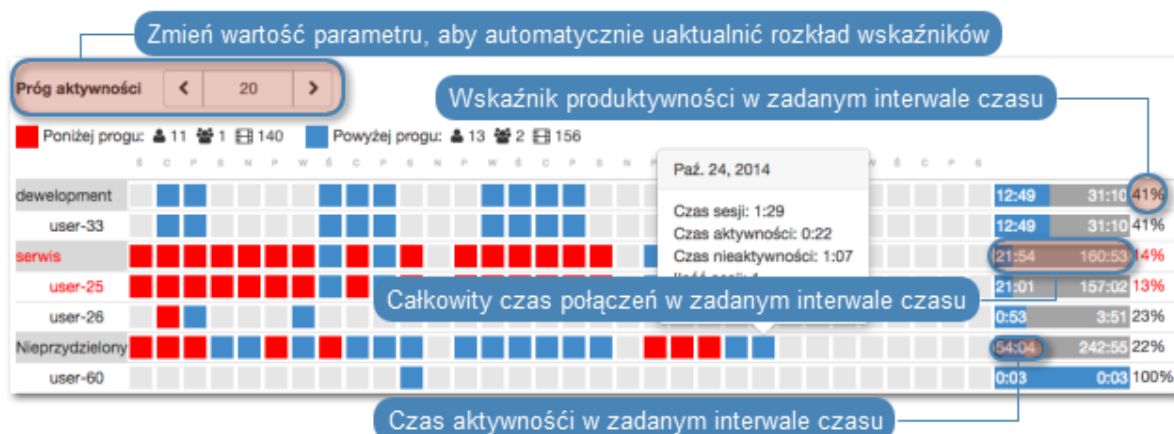 Zmień wartość parametru, aby automatycznie uaktualnić rozkład wskaźników
Próg aktywności 20
Wskaźnik produktywności w zadanym interwale czasu
Poniżej progu: 11 1 140 Powyżej progu: 13 2 156
Ś C P S N P W Ś C P S N P W Ś C P S N P W Ś C P S
Paź. 24, 2014
dewelopment 12:49 31:10 41%
Czas sesji: 1:29
user-33 12:49 31:10 41%
Czas aktywności: 0:22
serwis 21:54 160:53 14%
Czas nieaktywności: 1:07
user-25 21:01 157:02 13%
Całkowity czas połączeń w zadanym interwale czasu
user-26 0:53 3:51 23%
Nieprzydzielony 54:04 242:55 22%
user-60 0:03 0:03 100%
Czas aktywnośći w zadanym interwale czasu